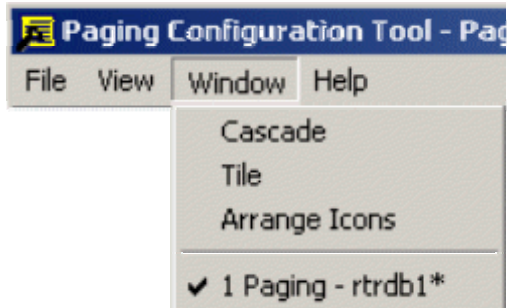 Paging Configuration Tool - Pag
File View Window Help
Cascade
Tile
Arrange Icons
✔ 1 Paging - rtrdb1*